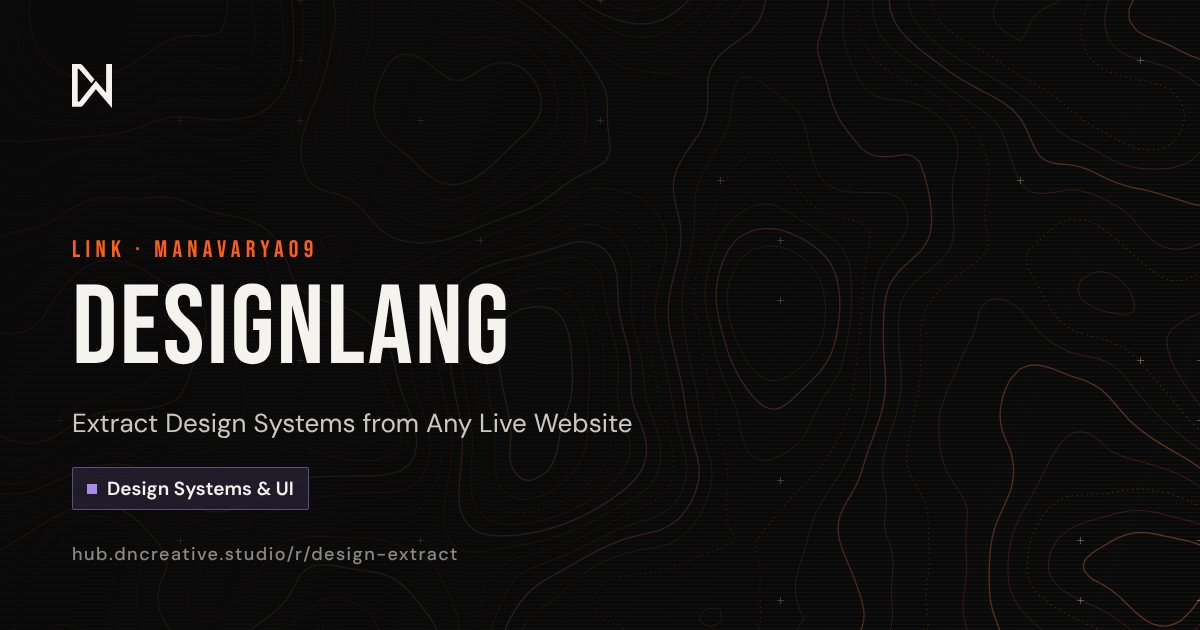 LINK · MANAVARYA09
DESIGNLANG
Extract Design Systems from Any Live Website
Design Systems & UI
hub.dncreative.studio/r/design-extract